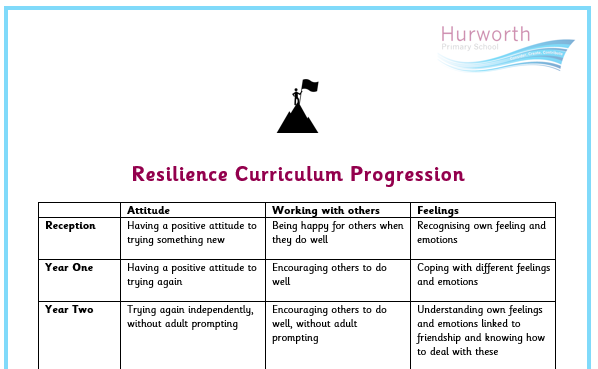 Hurworth
Primary School
Resilience Curriculum Progression
Attitude Working with others Feelings
Reception Having a positive attitude to Being happy for others when Recognising own feeling and
trying something new they do well emotions
Year One Having a positive attitude to Encouraging others to do Coping with different feelings
trying again well and emotions
Year Two Trying again independently, Encouraging others to do Understanding own feelings
without adult prompting well, without adult and emotions linked to
prompting friendship and knowing how
to deal with these